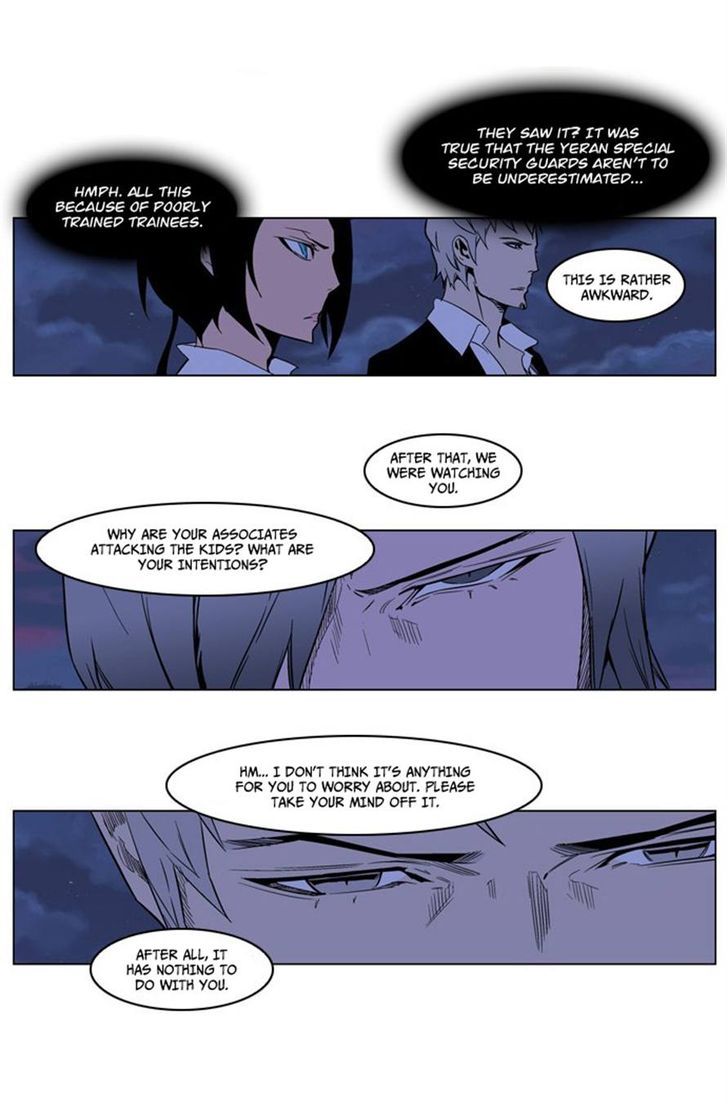 THEY SAW IT? IT WAS
TRUE THAT THE YERAN SPECIAL
SECURITY GUARDS AREN'T TO
BE UNDERESTIMATED...
HMPH. ALL THIS
BECAUSE OF POORLY
TRAINED TRAINEES.
THIS IS RATHER
AWKWARD.
AFTER THAT, WE
WERE WATCHING
YOU.
WHY ARE YOUR ASSOCIATES
ATTACKING THE KIDS? WHAT ARE
YOUR INTENTIONS?
HM... I DON'T THINK IT'S ANYTHING
FOR YOU TO WORRY ABOUT. PLEASE
TAKE YOUR MIND OFF IT.
AFTER ALL, IT
HAS NOTHING TO
DO WITH YOU.